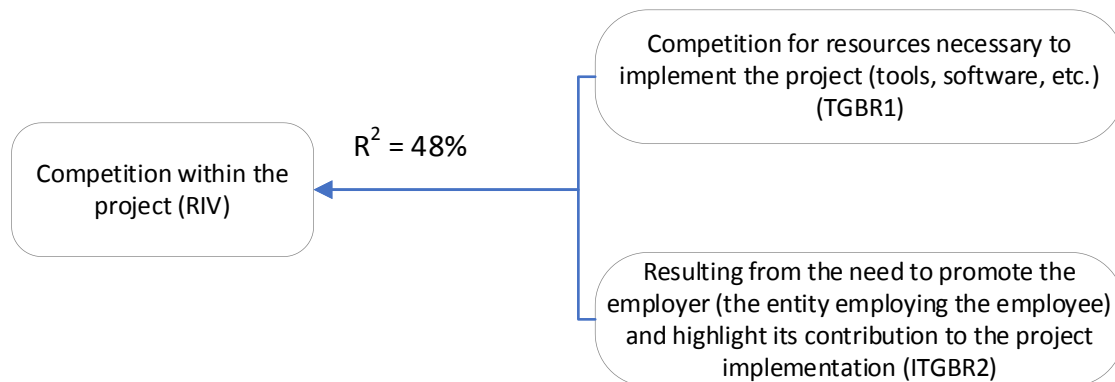 Competition for resources necessary to
implement the project (tools, software, etc.)
(TGBR1)
R² = 48%
Competition within the
project (RIV)
Resulting from the need to promote the
employer (the entity employing the employee)
and highlight its contribution to the project
implementation (ITGBR2)